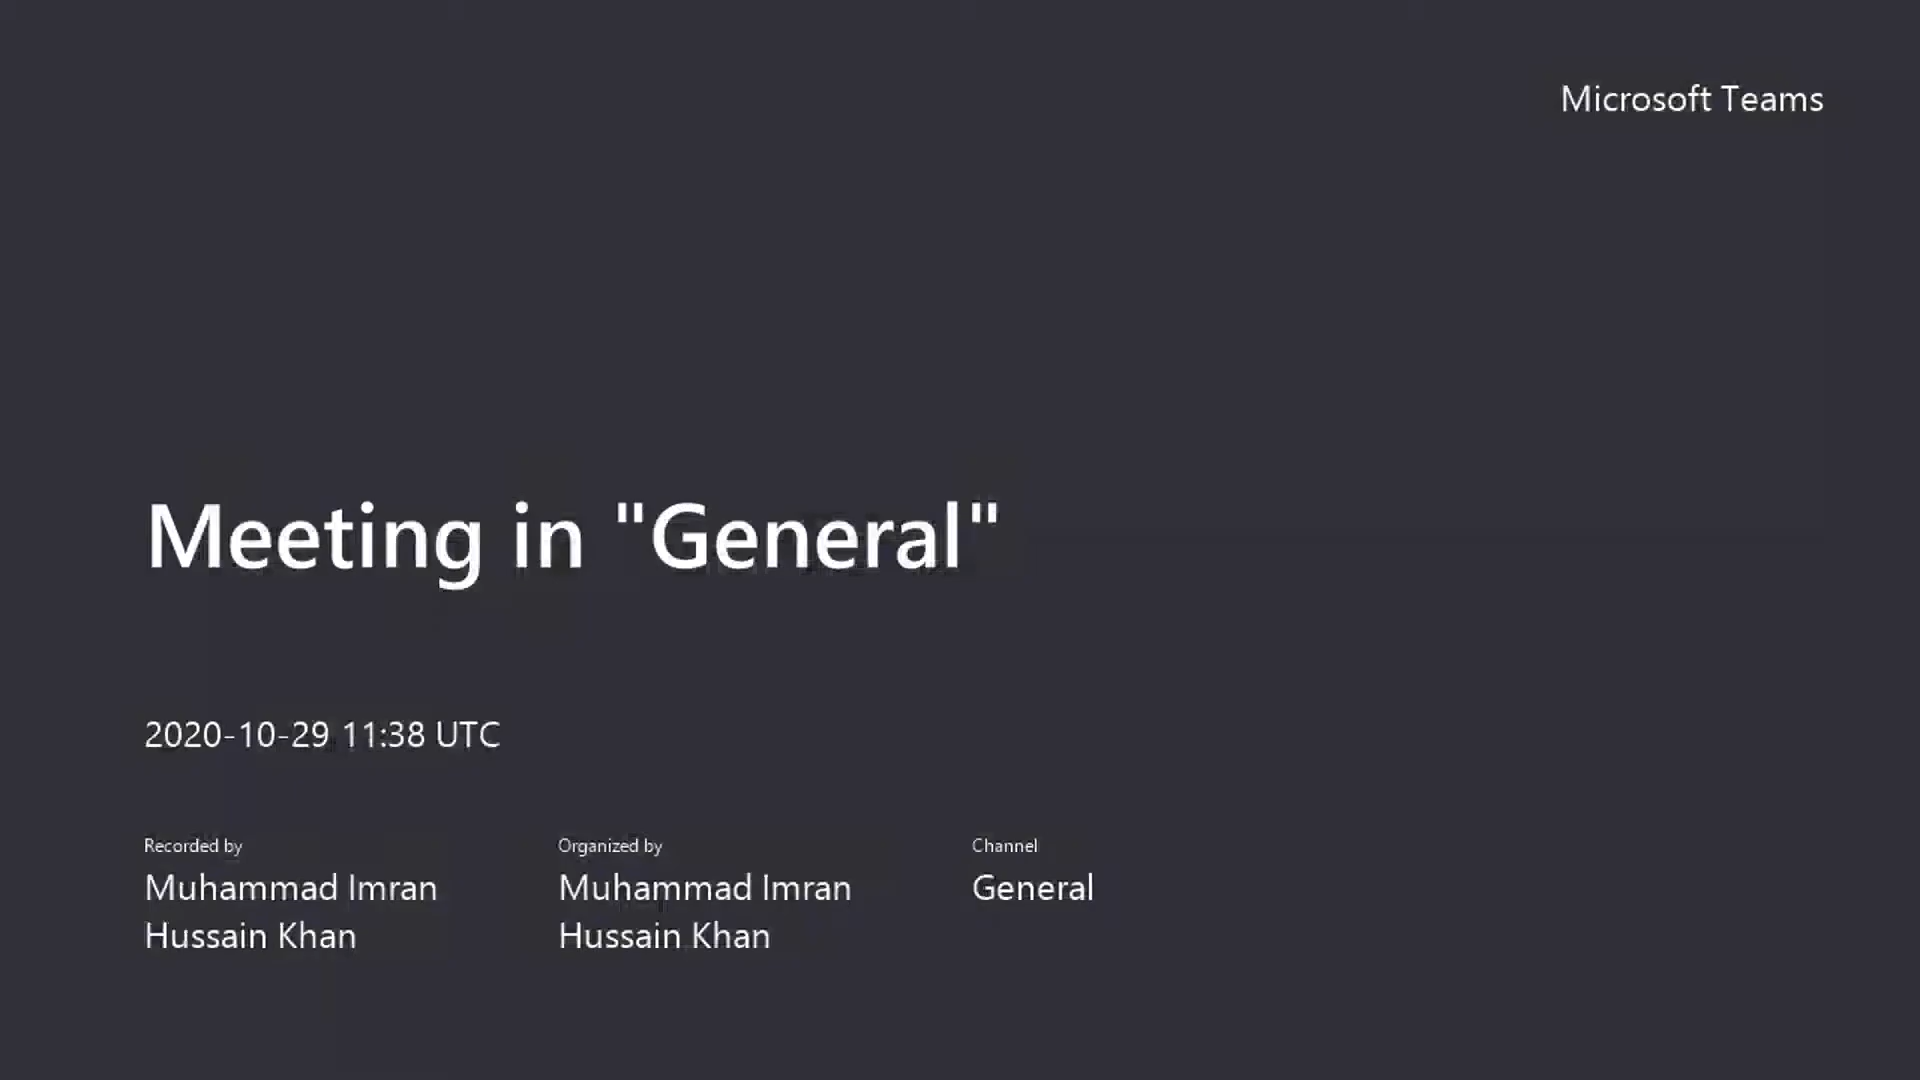 Microsoft Teams
Meeting in "General"
2020-10-29 11:38 UTC
Recorded by
Muhammad Imran
Hussain Khan
Organized by
Muhammad Imran
Hussain Khan
Channel
General